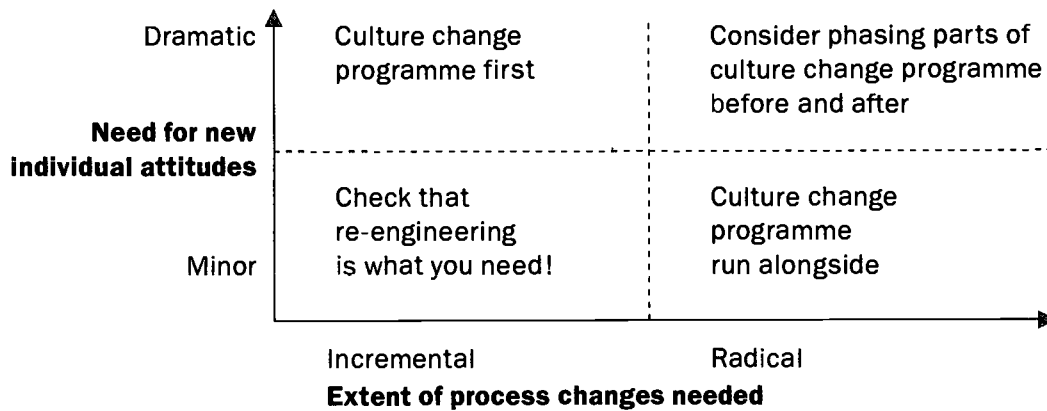 Dramatic
Culture change
programme first
Consider phasing parts of
culture change programme
before and after
Need for new
individual attitudes
Minor
Check that
re-engineering
is what you need!
Culture change
programme
run alongside
Incremental
Radical
Extent of process changes needed